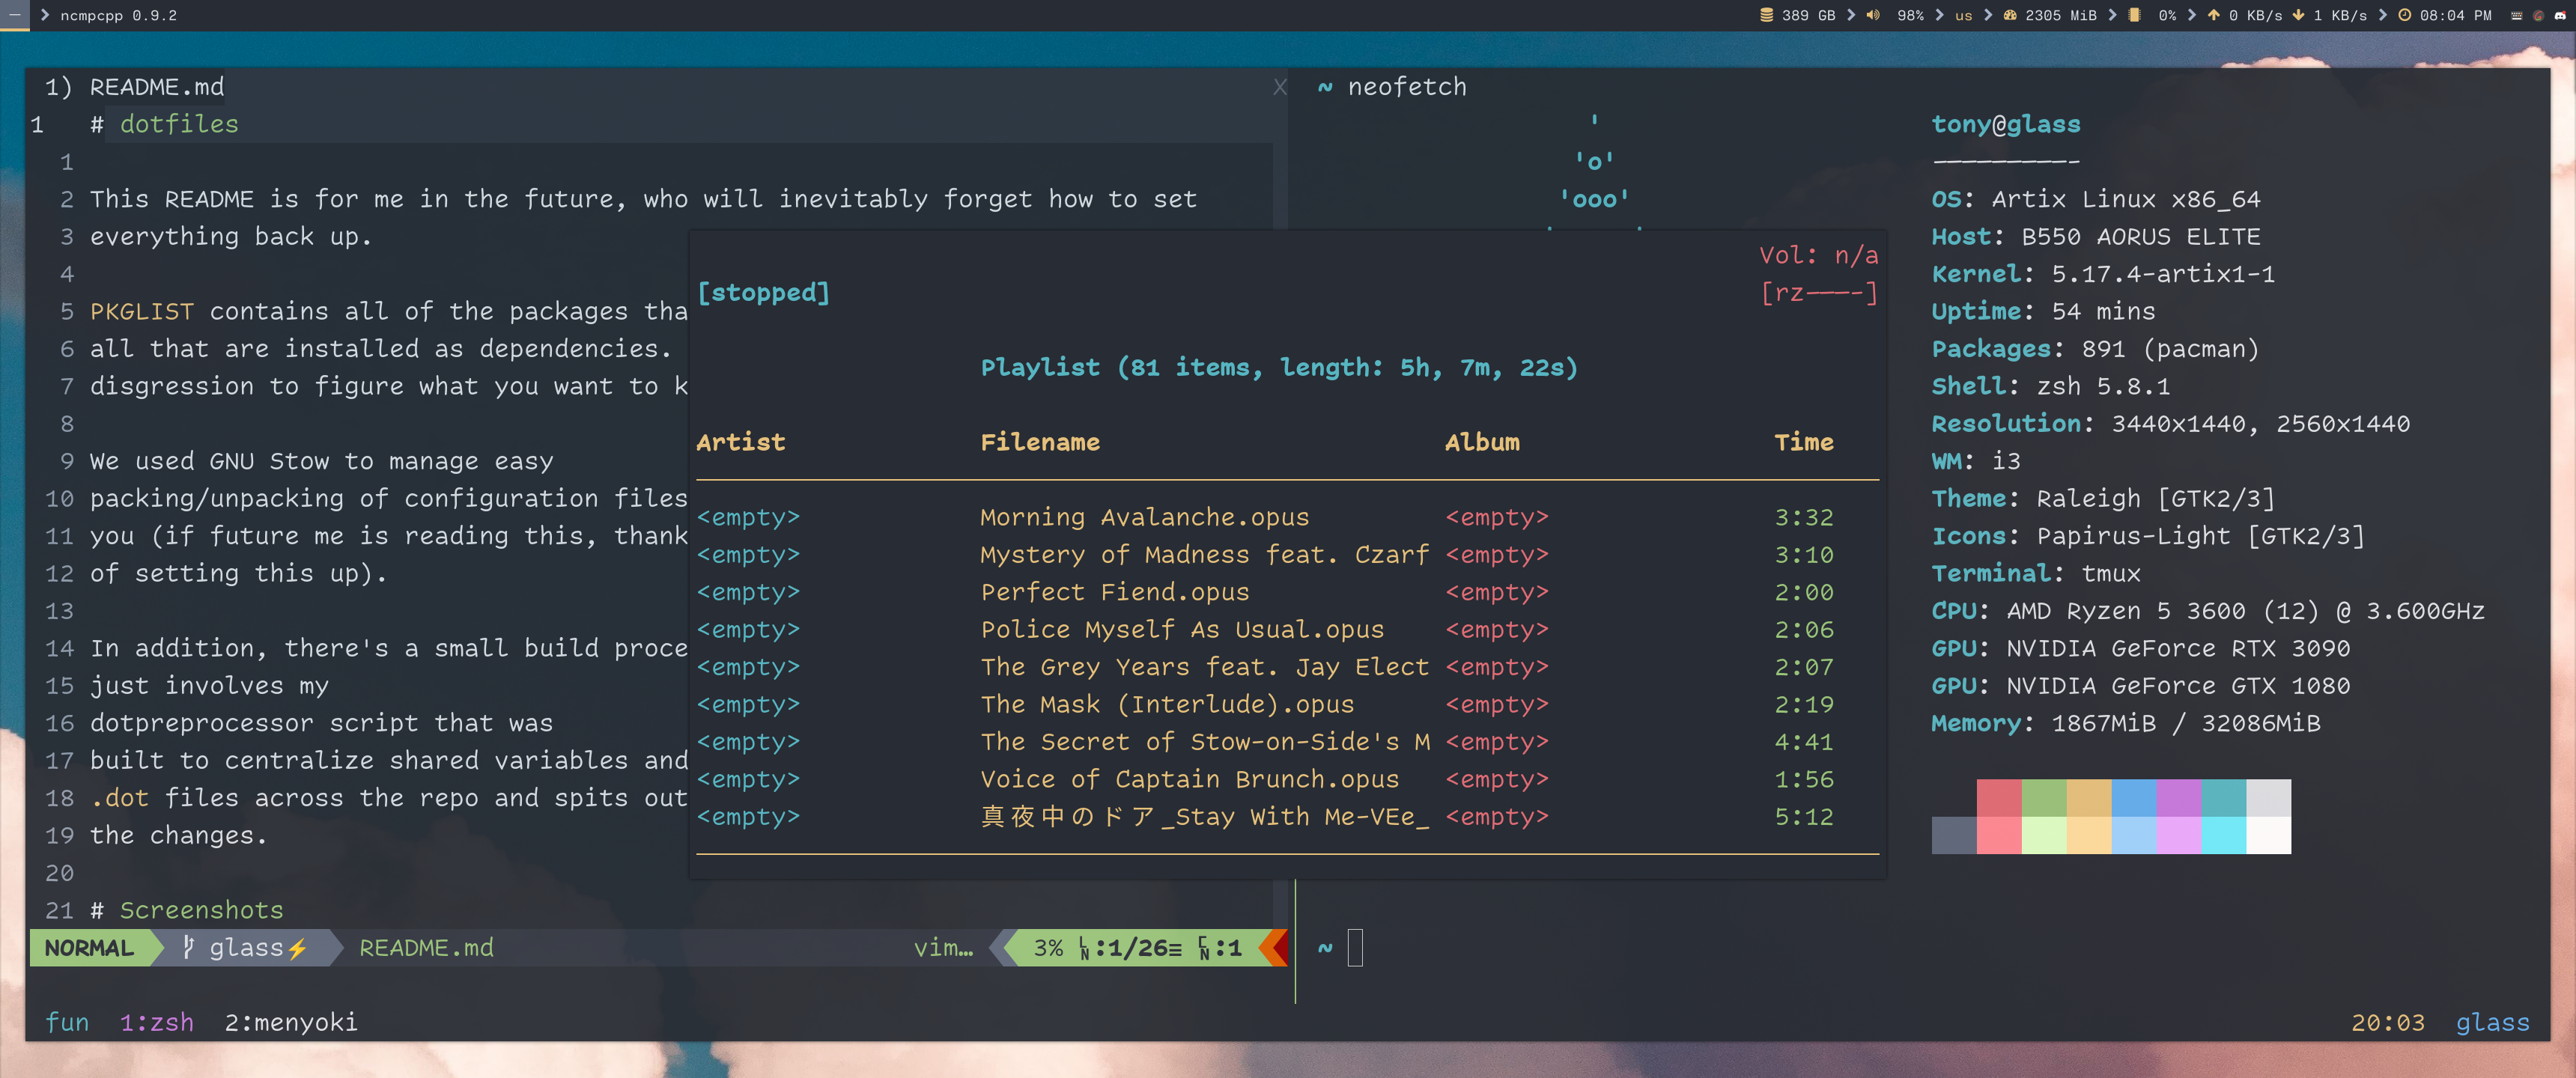 ncmpcpp 0.9.2
389 GB 98% us 2305 MiB 0% 0 KB/s 1 KB/s 08:04 PM
1) README.md X
1 # dotfiles
1
2 This README is for me in the future, who will inevitably forget how to set
3 everything back up.
4
5 PKGLIST contains all of the packages tha
6 all that are installed as dependencies.
7 disgression to figure what you want to k
8
9 We used GNU Stow to manage easy
10 packing/unpacking of configuration files
11 you (if future me is reading this, thank
12 of setting this up).
13
14 In addition, there's a small build proce
15 just involves my
16 dotpreprocessor script that was
17 built to centralize shared variables and
18 .dot files across the repo and spits out
19 the changes.
20
21 # Screenshots
NORMAL glass⚡ README.md vim… 3% LN:1/26≡ CN:1
Vol: n/a
[stopped] [rz----]
Playlist (81 items, length: 5h, 7m, 22s)
Artist Filename Album Time
<empty> Morning Avalanche.opus <empty> 3:32
<empty> Mystery of Madness feat. Czarf <empty> 3:10
<empty> Perfect Fiend.opus <empty> 2:00
<empty> Police Myself As Usual.opus <empty> 2:06
<empty> The Grey Years feat. Jay Elect <empty> 2:07
<empty> The Mask (Interlude).opus <empty> 2:19
<empty> The Secret of Stow-on-Side's M <empty> 4:41
<empty> Voice of Captain Brunch.opus <empty> 1:56
<empty> 真夜中のドア_Stay With Me-VEe_ <empty> 5:12
~ neofetch
'
'o'
'ooo'
tony@glass
----------
OS: Artix Linux x86_64
Host: B550 AORUS ELITE
Kernel: 5.17.4-artix1-1
Uptime: 54 mins
Packages: 891 (pacman)
Shell: zsh 5.8.1
Resolution: 3440x1440, 2560x1440
WM: i3
Theme: Raleigh [GTK2/3]
Icons: Papirus-Light [GTK2/3]
Terminal: tmux
CPU: AMD Ryzen 5 3600 (12) @ 3.600GHz
GPU: NVIDIA GeForce RTX 3090
GPU: NVIDIA GeForce GTX 1080
Memory: 1867MiB / 32086MiB
~
fun 1:zsh 2:menyoki 20:03 glass